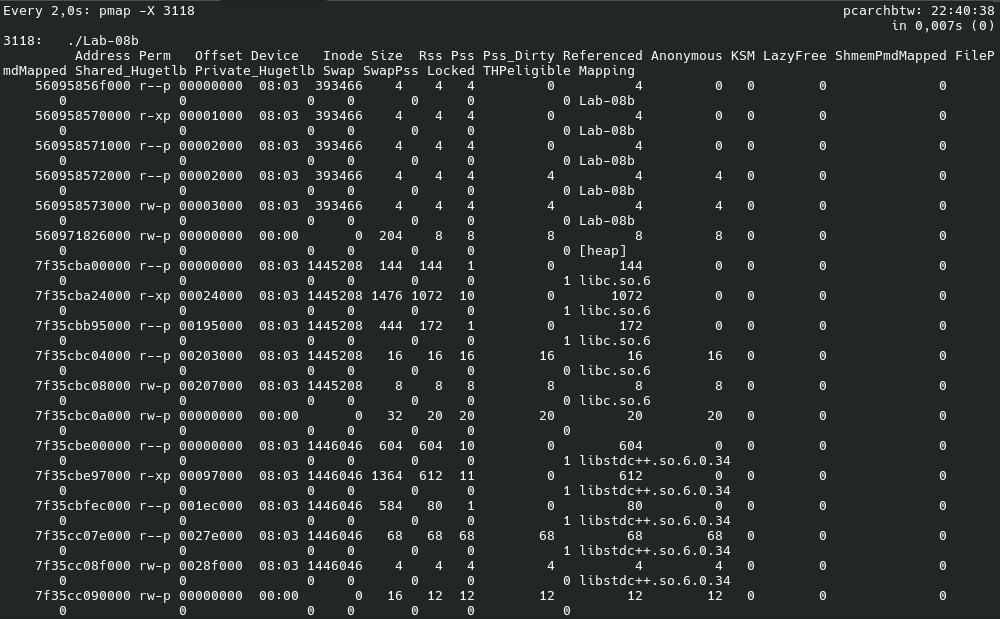 Every 2,0s: pmap -X 3118 pcarchbtw: 22:40:38
in 0,007s (0)
3118: ./Lab-08b
Address Perm Offset Device Inode Size Rss Pss Pss_Dirty Referenced Anonymous KSM LazyFree ShmemPmdMapped FileP
mdMapped Shared_Hugetlb Private_Hugetlb Swap SwapPss Locked THPeligible Mapping
56095856f000 r--p 00000000 08:03 393466 4 4 4 0 4 0 0 0 0
0 0 0 0 0 0 0 Lab-08b
560958570000 r-xp 00001000 08:03 393466 4 4 4 0 4 0 0 0 0
0 0 0 0 0 0 0 Lab-08b
560958571000 r--p 00002000 08:03 393466 4 4 4 0 4 0 0 0 0
0 0 0 0 0 0 0 Lab-08b
560958572000 r--p 00002000 08:03 393466 4 4 4 4 4 4 0 0 0
0 0 0 0 0 0 0 Lab-08b
560958573000 rw-p 00003000 08:03 393466 4 4 4 4 4 4 0 0 0
0 0 0 0 0 0 0 Lab-08b
560971826000 rw-p 00000000 00:00 0 204 8 8 8 8 8 0 0 0
0 0 0 0 0 0 0 [heap]
7f35cba00000 r--p 00000000 08:03 1445208 144 144 1 0 144 0 0 0 0
0 0 0 0 0 0 1 libc.so.6
7f35cba24000 r-xp 00024000 08:03 1445208 1476 1072 10 0 1072 0 0 0 0
0 0 0 0 0 0 1 libc.so.6
7f35cbb95000 r--p 00195000 08:03 1445208 444 172 1 0 172 0 0 0 0
0 0 0 0 0 0 1 libc.so.6
7f35cbc04000 r--p 00203000 08:03 1445208 16 16 16 16 16 16 0 0 0
0 0 0 0 0 0 0 libc.so.6
7f35cbc08000 rw-p 00207000 08:03 1445208 8 8 8 8 8 8 0 0 0
0 0 0 0 0 0 0 libc.so.6
7f35cbc0a000 rw-p 00000000 00:00 0 32 20 20 20 20 20 0 0 0
0 0 0 0 0 0 0
7f35cbe00000 r--p 00000000 08:03 1446046 604 604 10 0 604 0 0 0 0
0 0 0 0 0 0 1 libstdc++.so.6.0.34
7f35cbe97000 r-xp 00097000 08:03 1446046 1364 612 11 0 612 0 0 0 0
0 0 0 0 0 0 1 libstdc++.so.6.0.34
7f35cbfec000 r--p 001ec000 08:03 1446046 584 80 1 0 80 0 0 0 0
0 0 0 0 0 0 1 libstdc++.so.6.0.34
7f35cc07e000 r--p 0027e000 08:03 1446046 68 68 68 68 68 68 0 0 0
0 0 0 0 0 0 1 libstdc++.so.6.0.34
7f35cc08f000 rw-p 0028f000 08:03 1446046 4 4 4 4 4 4 0 0 0
0 0 0 0 0 0 0 libstdc++.so.6.0.34
7f35cc090000 rw-p 00000000 00:00 0 16 12 12 12 12 12 0 0 0
0 0 0 0 0 0 0